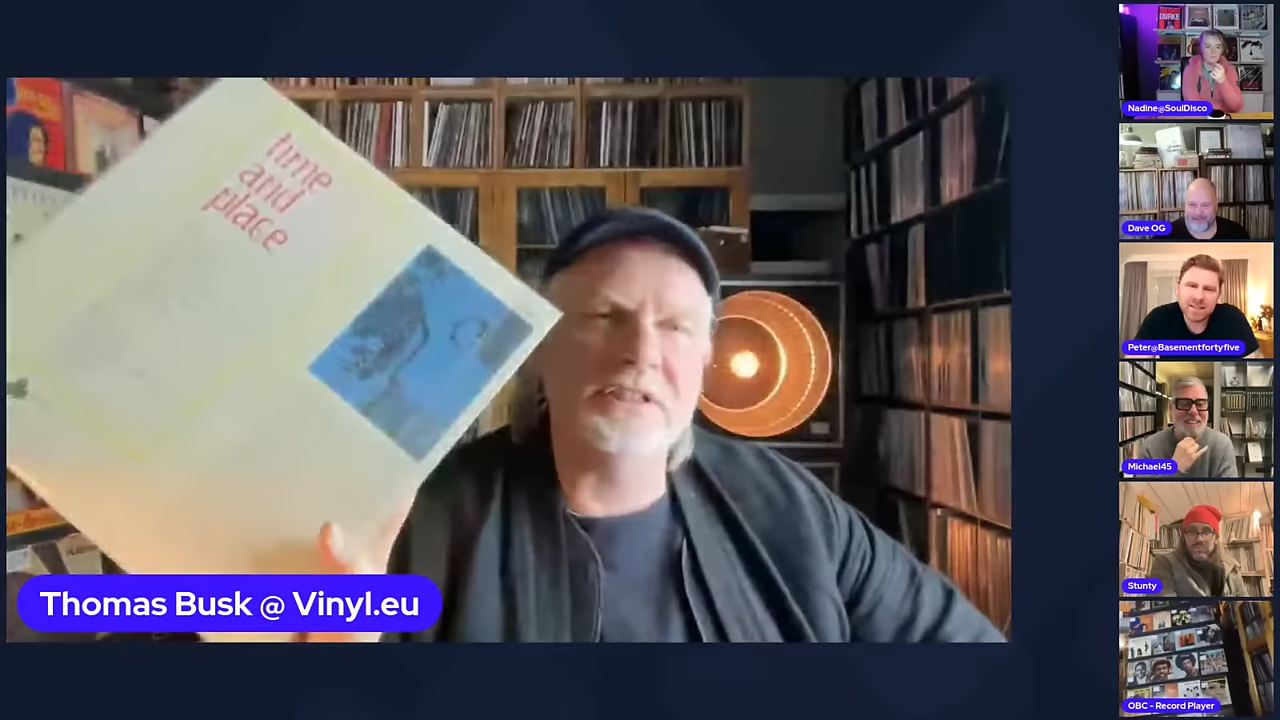 time
and
place
Thomas Busk @ Vinyl.eu
Nadine@SoulDisco
Dave OG
Peter@Basementfortyfive
Michael45
Stunty
OBC - Record Player